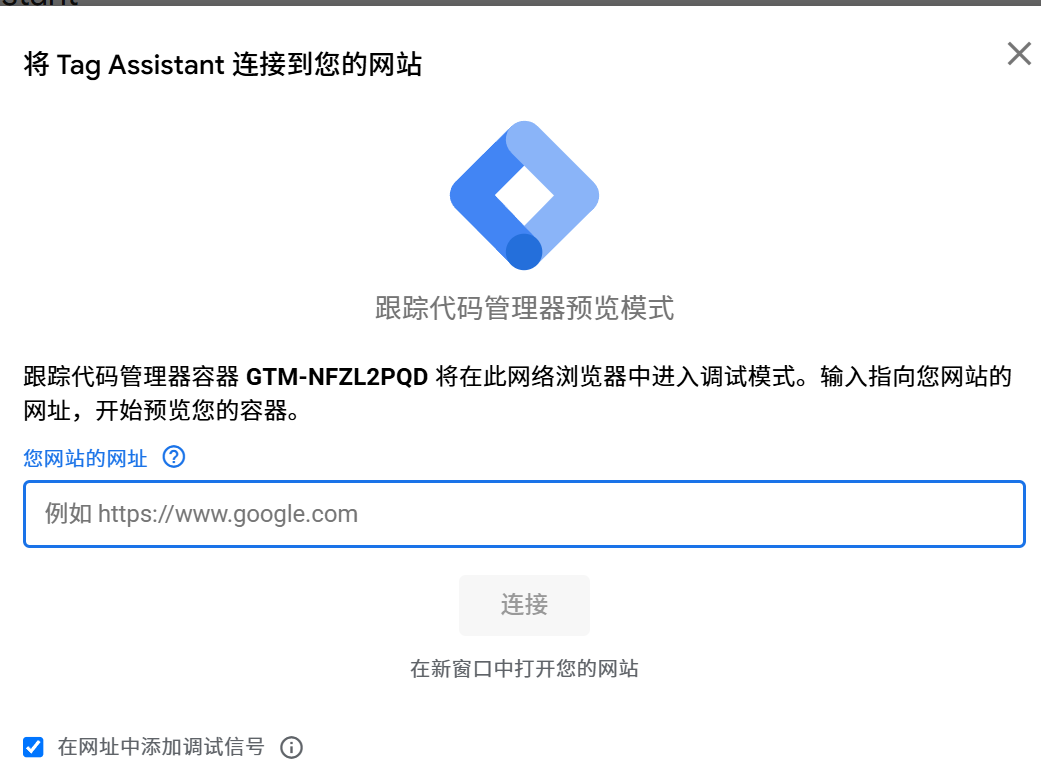 将 Tag Assistant 连接到您的网站
跟踪代码管理器预览模式
跟踪代码管理器容器 GTM-NFZL2PQD 将在此网络浏览器中进入调试模式。输入指向您网站的
网址，开始预览您的容器。
您网站的网址
例如 https://www.google.com
连接
在新窗口中打开您的网站
在网址中添加调试信号